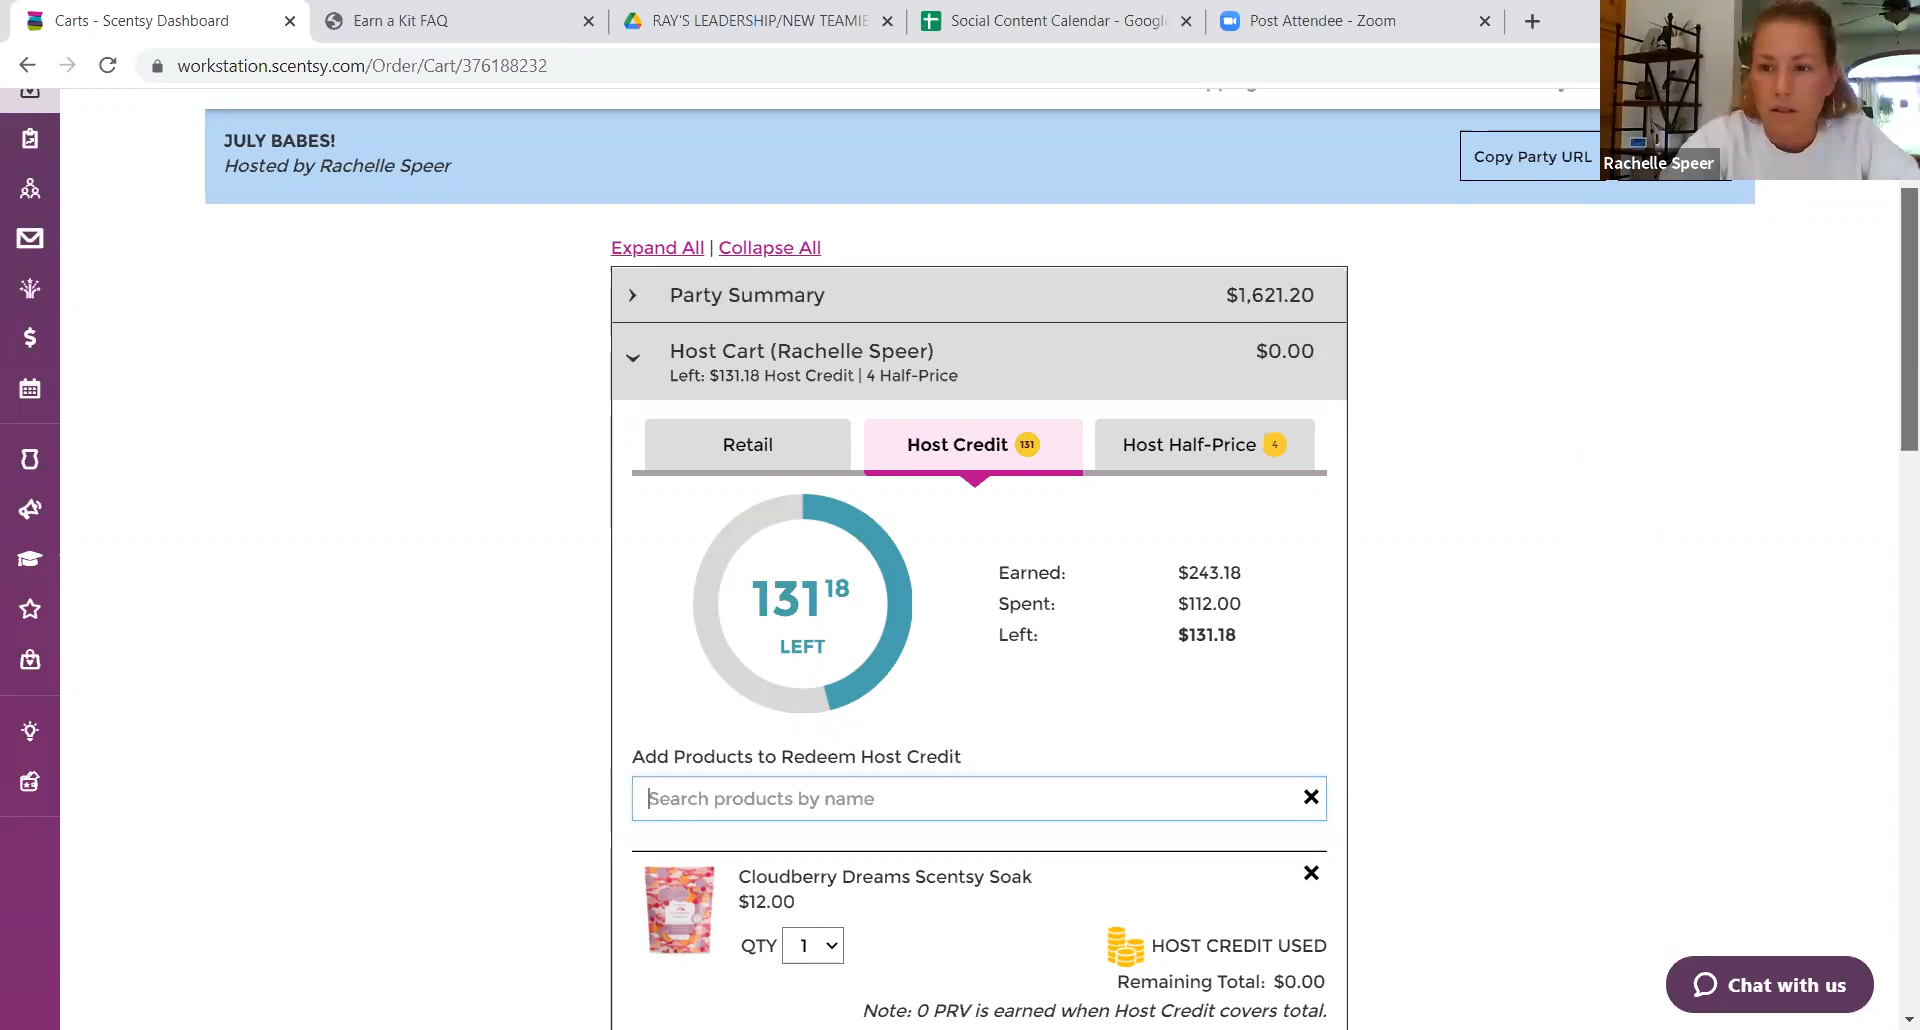 Carts - Scentsy Dashboard
Earn a Kit FAQ
RAY'S LEADERSHIP/NEW TEAMIE
Social Content Calendar - Google
Post Attendee - Zoom
workstation.scentsy.com/Order/Cart/376188232
JULY BABES!
Hosted by Rachelle Speer
Copy Party URL
Rachelle Speer
Expand All | Collapse All
Party Summary $1,621.20
Host Cart (Rachelle Speer) $0.00
Left: $131.18 Host Credit | 4 Half-Price
Retail
Host Credit 131
Host Half-Price 4
131 18
LEFT
Earned: $243.18
Spent: $112.00
Left: $131.18
Add Products to Redeem Host Credit
Search products by name
Cloudberry Dreams Scentsy Soak
$12.00
QTY 1
HOST CREDIT USED
Remaining Total: $0.00
Note: 0 PRV is earned when Host Credit covers total.
Chat with us